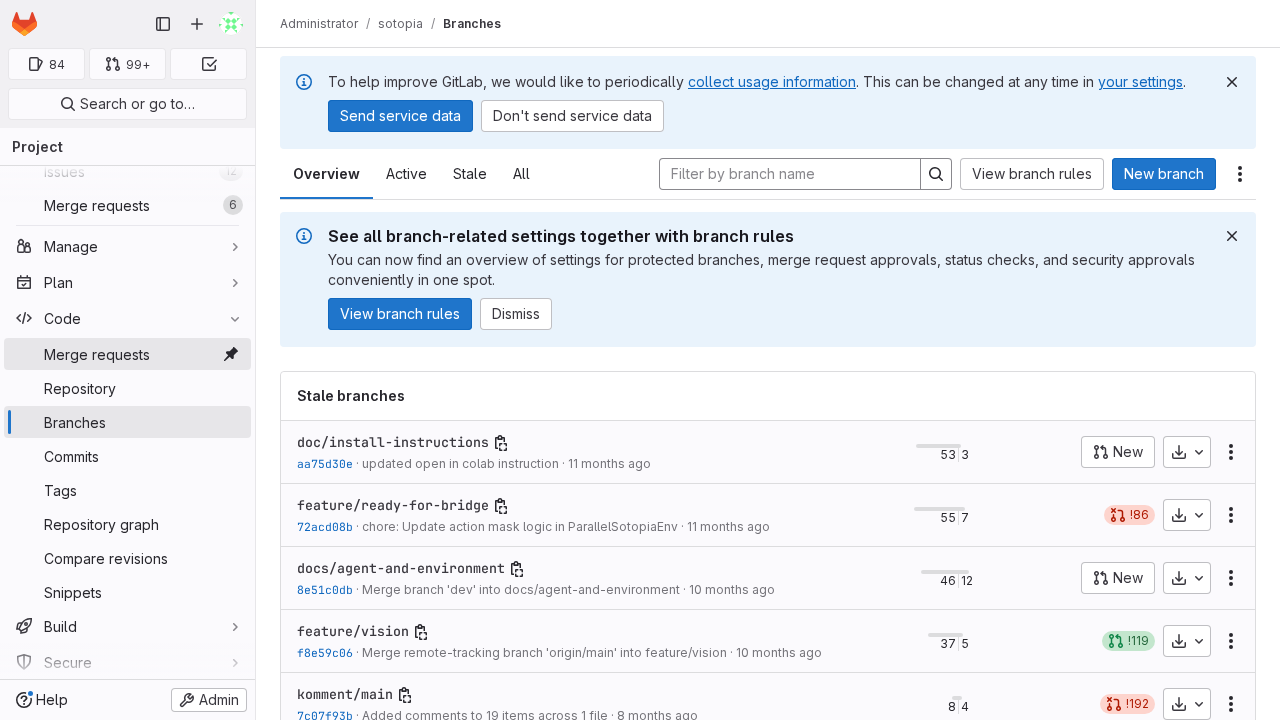 84
99+
Search or go to…
Project
Issues
12
Merge requests
6
Manage
Plan
Code
Merge requests
Repository
Branches
Commits
Tags
Repository graph
Compare revisions
Snippets
Build
Secure
Help
Admin
Administrator / sotopia / Branches
To help improve GitLab, we would like to periodically collect usage information. This can be changed at any time in your settings.
Send service data
Don't send service data
Overview
Active
Stale
All
Filter by branch name
View branch rules
New branch
See all branch-related settings together with branch rules
You can now find an overview of settings for protected branches, merge request approvals, status checks, and security approvals
conveniently in one spot.
View branch rules
Dismiss
Stale branches
doc/install-instructions
aa75d30e · updated open in colab instruction · 11 months ago
53 3
New
feature/ready-for-bridge
72acd08b · chore: Update action mask logic in ParallelSotopiaEnv · 11 months ago
55 7
!86
docs/agent-and-environment
8e51c0db · Merge branch 'dev' into docs/agent-and-environment · 10 months ago
46 12
New
feature/vision
f8e59c06 · Merge remote-tracking branch 'origin/main' into feature/vision · 10 months ago
37 5
!119
komment/main
7c07f93b · Added comments to 19 items across 1 file · 8 months ago
8 4
!192